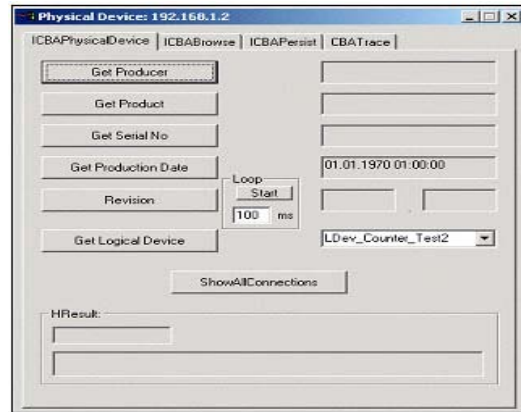 Physical Device: 192.168.1.2
ICBAPhysicalDevice ICBABrowse ICBAPersist CBATrace
Get Producer
Get Product
Get Serial No
Get Production Date 01.01.1970 01:00:00
Loop
Start
Revision
100 ms
.
Get Logical Device LDev_Counter_Test2
ShowAllConnections
HResult: